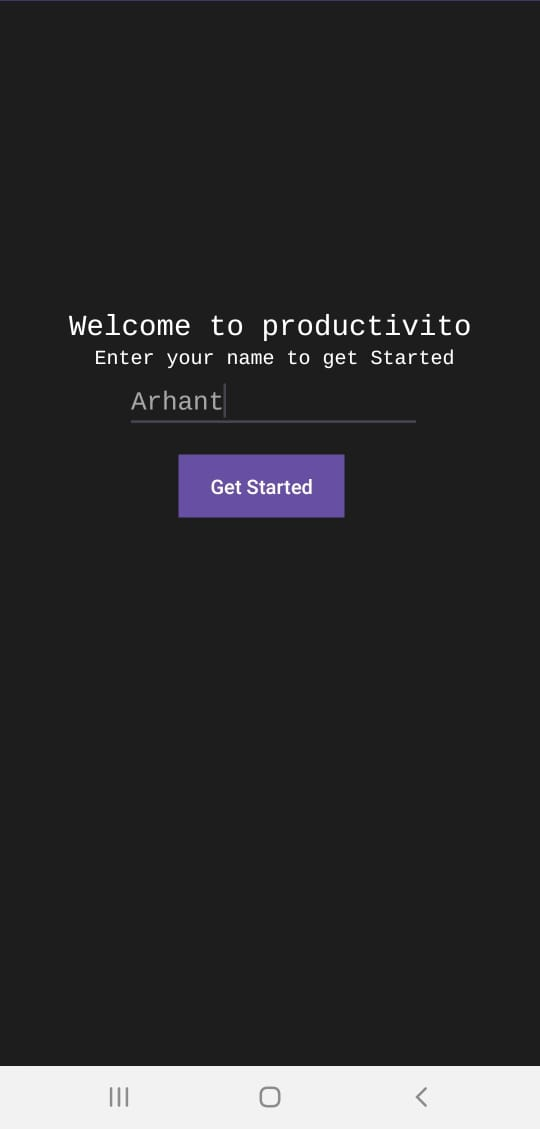 Welcome to productivito
Enter your name to get Started
Arhant
Get Started